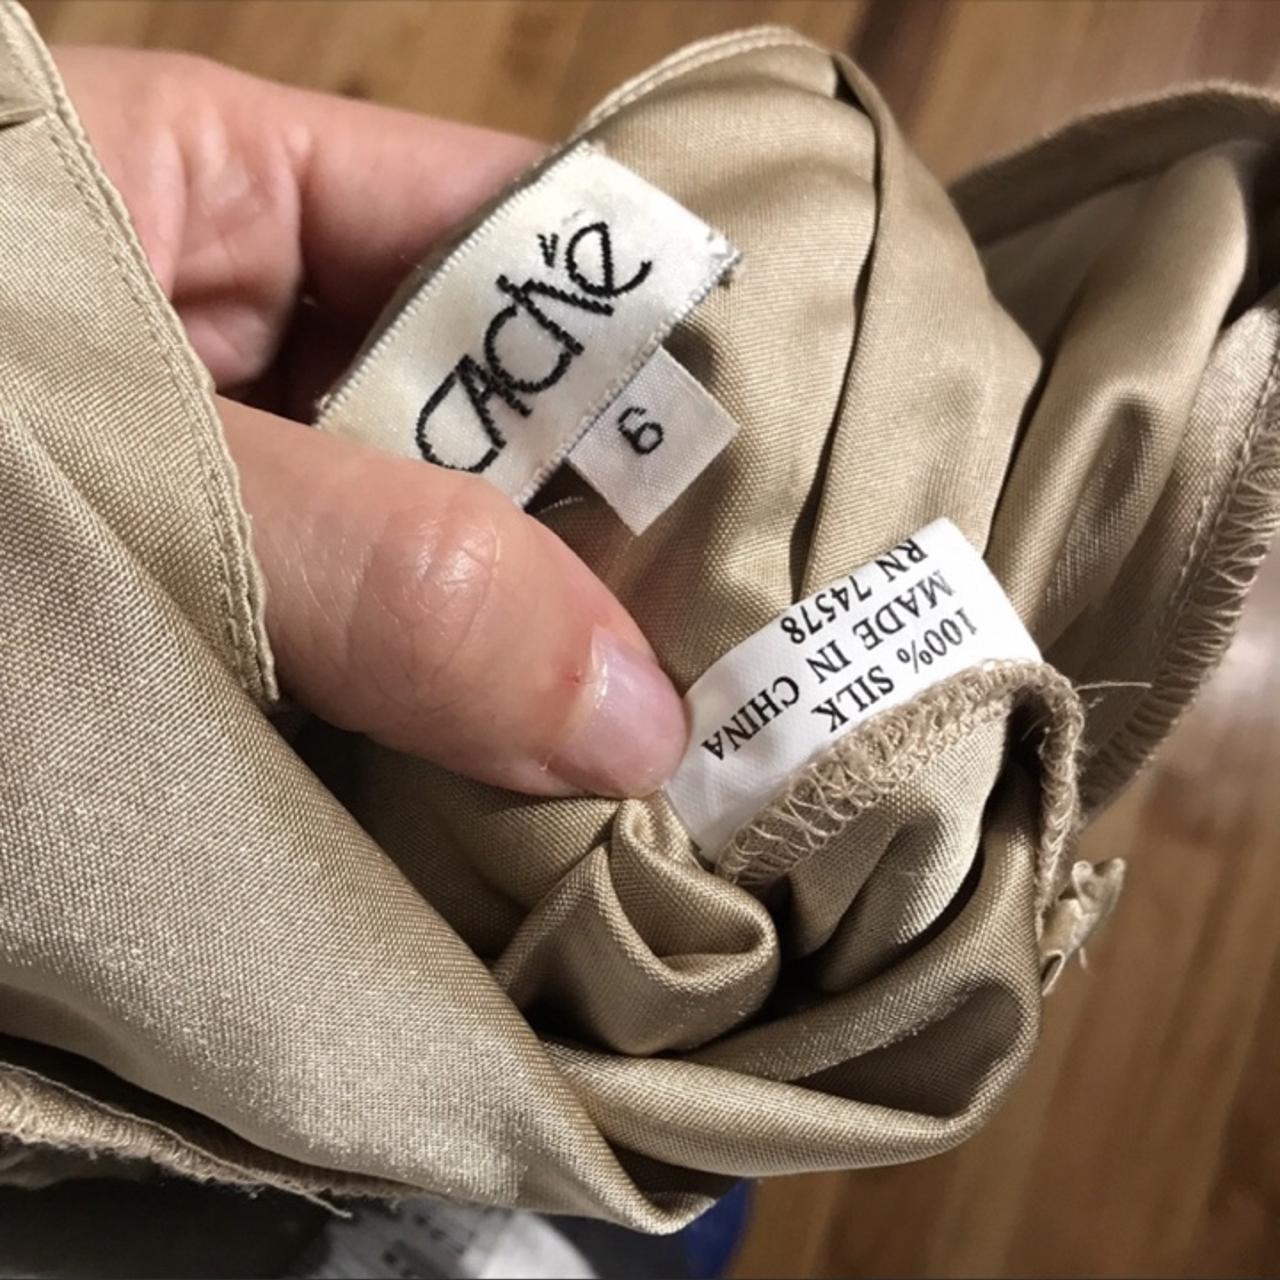 CACHÉ
6
100% SILK
MADE IN CHINA
RN 74578